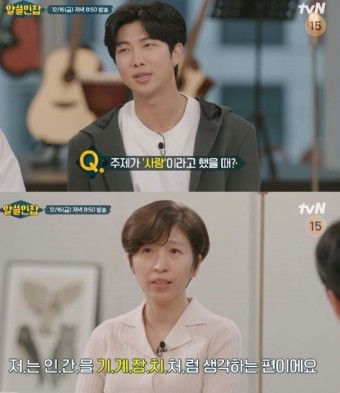 알쓸인잡
12/16(금) 저녁 8:50 방송
tvN
15
Q. 주제가 '사랑'이라고 했을 때?
알쓸인잡
12/16(금) 저녁 8:50 방송
tvN
15
저.는 인.간.을 기.계.장.치.처.럼 생각하는 편이에요